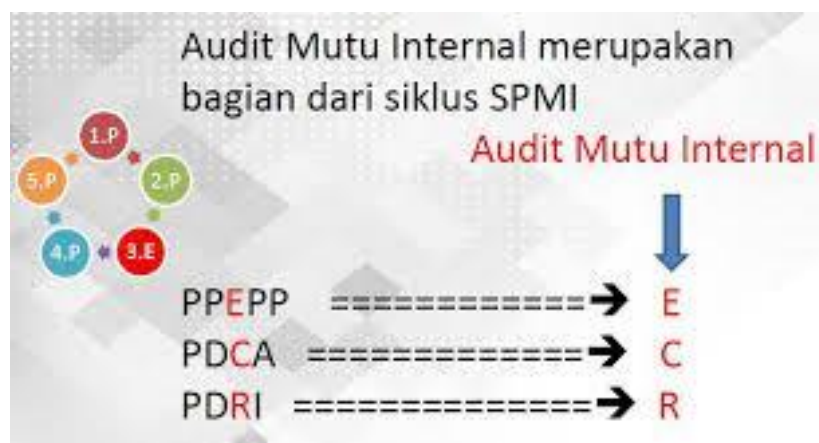 Audit Mutu Internal merupakan
bagian dari siklus SPMI
Audit Mutu Internal
1.P
5.P
2.P
4.P
3.E
PPEPP ============➔ E
PDCA =============➔ C
PDRI ==============➔ R